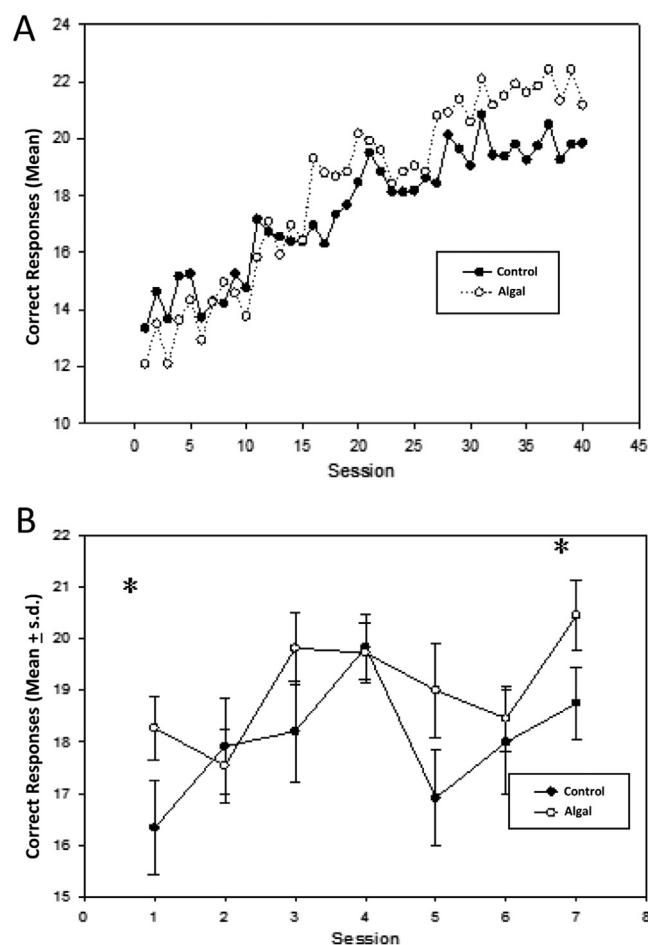 A
24
22
20
18
16
14
12
10
Correct Responses (Mean)
Control
Algal
0 5 10 15 20 25 30 35 40 45
Session
B
22
21
20
19
18
17
16
15
Correct Responses (Mean ± s.d.)
*
*
Control
Algal
0 1 2 3 4 5 6 7 8
Session